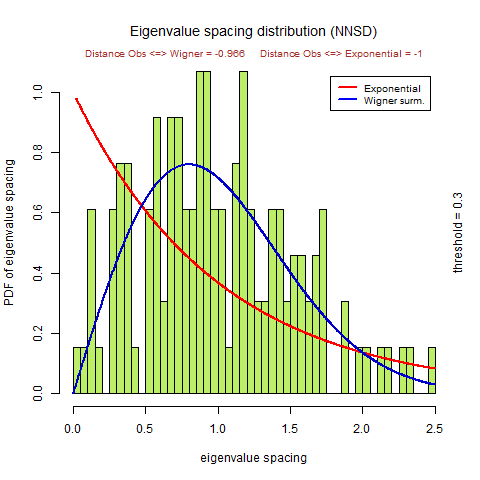 Eigenvalue spacing distribution (NNSD)
Distance Obs <=> Wigner = -0.966 Distance Obs <=> Exponential = -1
Exponential
Wigner surm.
PDF of eigenvalue spacing
1.0
0.8
0.6
0.4
0.2
0.0
threshold = 0.3
0.0 0.5 1.0 1.5 2.0 2.5
eigenvalue spacing